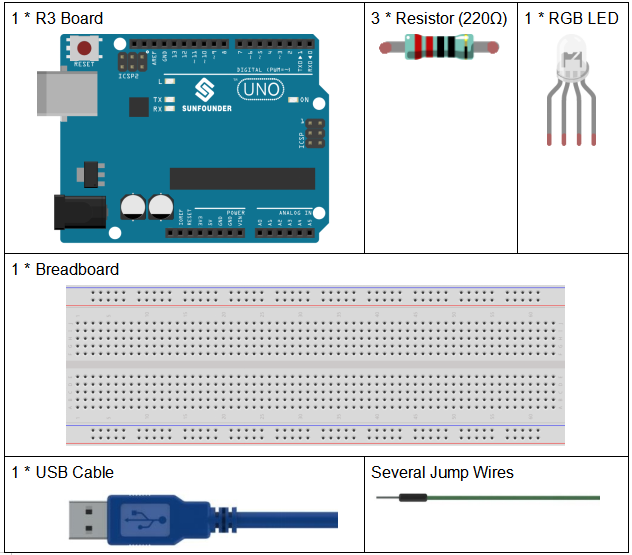 1 * R3 Board
3 * Resistor (220Ω)
1 * RGB LED
RESET
ICSP2
AREF
GND
13
12
~11
~10
~9
8
7
~6
~5
4
~3
2
TX▶1
RX◀0
DIGITAL (PWM=~)
L
TX
RX
SUNFOUNDER
UNO
ON
1
ICSP
POWER
ANALOG IN
IOREF
RESET
3V3
5V
GND
GND
VIN
A0
A1
A2
A3
A4
A5
1 * Breadboard
1 * USB Cable
Several Jump Wires